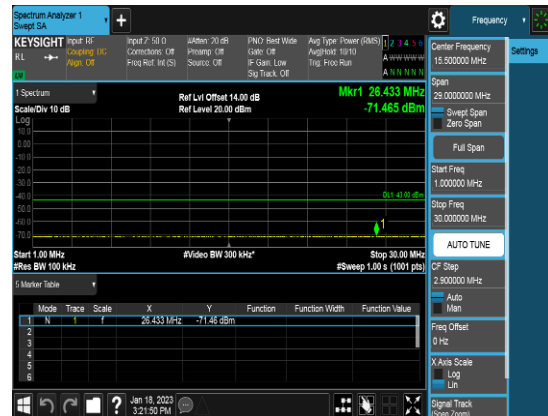 Spectrum Analyzer 1
Swept SA
+
Frequency
KEYSIGHT
RL
Input: RF
Coupling: DC
Align: Off
Input Z: 50 Ω
Corrections: Off
Freq Ref: Int (S)
#Atten: 20 dB
Preamp: Off
Source: Off
PNO: Best Wide
Gate: Off
IF Gain: Low
Sig Track: Off
Avg Type: Power (RMS)
Avg|Hold: 10/10
Trig: Free Run
1 2 3 4 5 6
A W W W W W
A N N N N N
1 Spectrum
Scale/Div 10 dB
Ref Lvl Offset 14.00 dB
Ref Level 20.00 dBm
Mkr1 26.433 MHz
-71.465 dBm
Log
10.0
0.00
-10.0
-20.0
-30.0
-40.0
-50.0
-60.0
-70.0
DL1 -43.00 dBm
1
Start 1.00 MHz
#Res BW 100 kHz
#Video BW 300 kHz*
Stop 30.00 MHz
#Sweep 1.00 s (1001 pts)
5 Marker Table
Mode Trace Scale X Y Function Function Width Function Value
1 N 1 f 26.433 MHz -71.46 dBm
2
3
4
5
6
Jan 18, 2023
3:21:50 PM
Center Frequency
15.500000 MHz
Settings
Span
29.0000000 MHz
Swept Span
Zero Span
Full Span
Start Freq
1.000000 MHz
Stop Freq
30.000000 MHz
AUTO TUNE
CF Step
2.900000 MHz
Auto
Man
Freq Offset
0 Hz
X Axis Scale
Log
Lin
Signal Track
(Span Zoom)